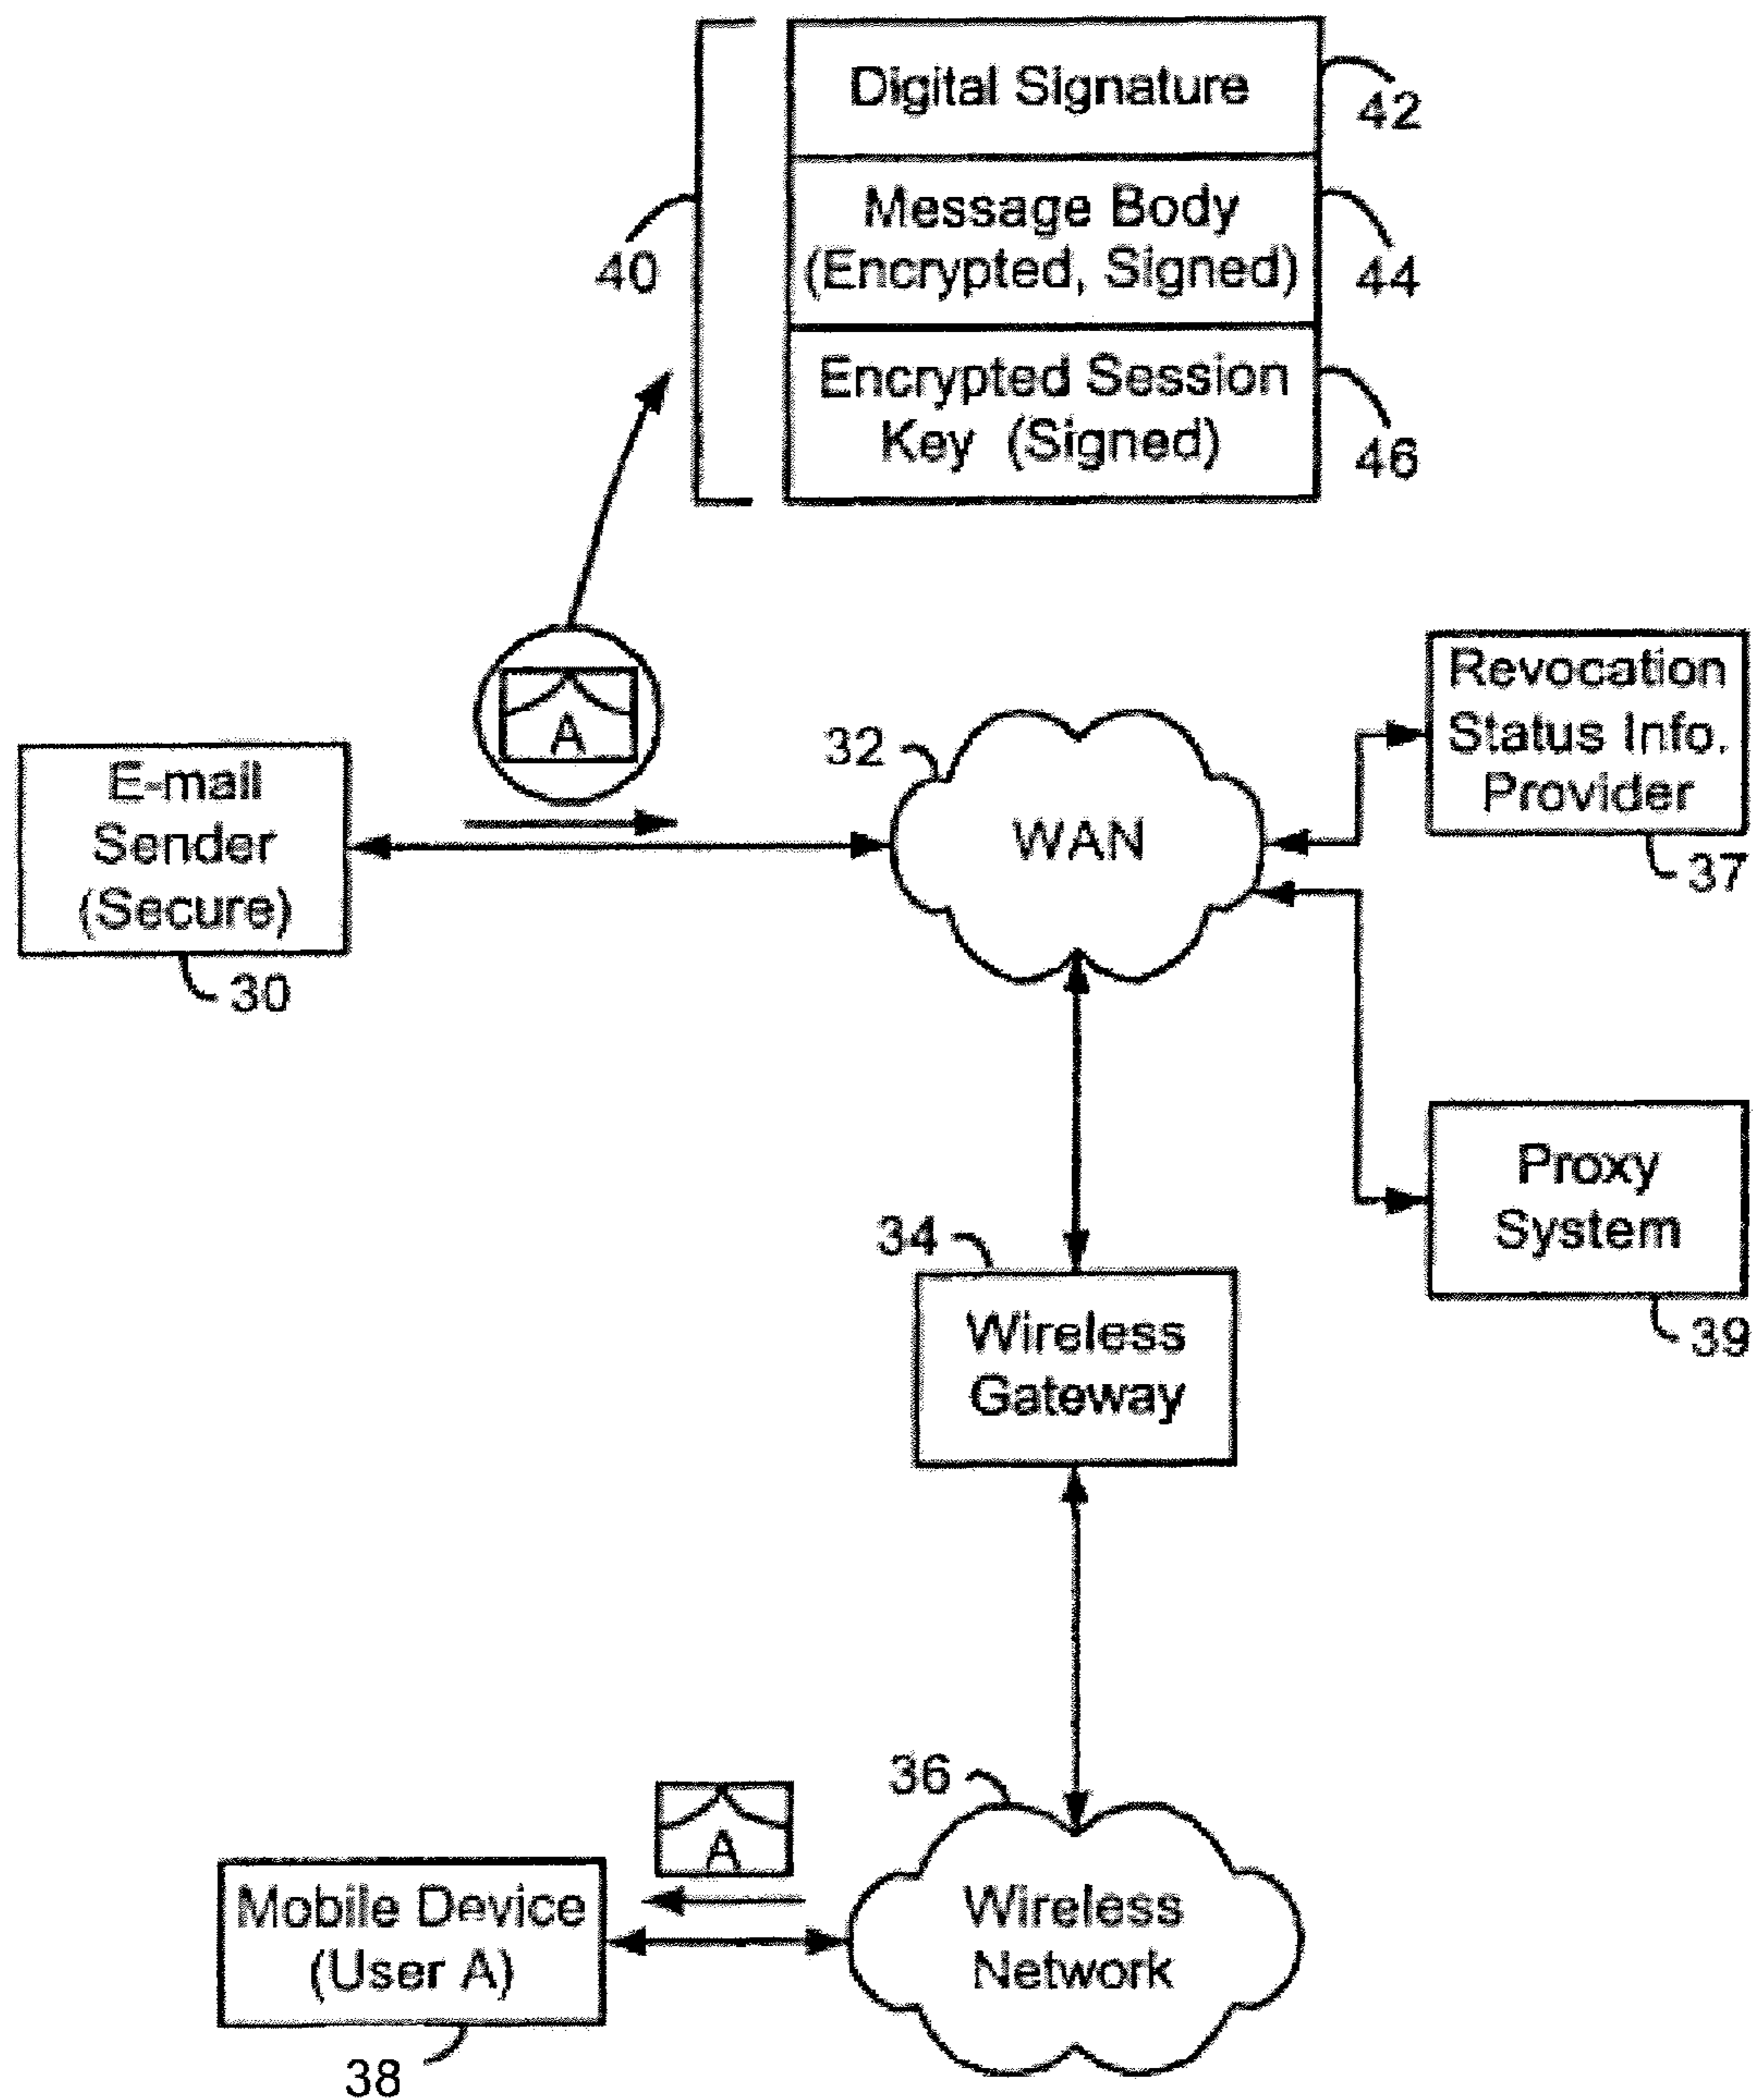 Digital Signature
42
Message Body
(Encrypted, Signed)
40
44
Encrypted Session
Key (Signed)
46
A
Revocation
Status Info.
Provider
37
32
E-mail
Sender
(Secure)
30
WAN
Proxy
System
39
34
Wireless
Gateway
36
A
Mobile Device
(User A)
38
Wireless
Network